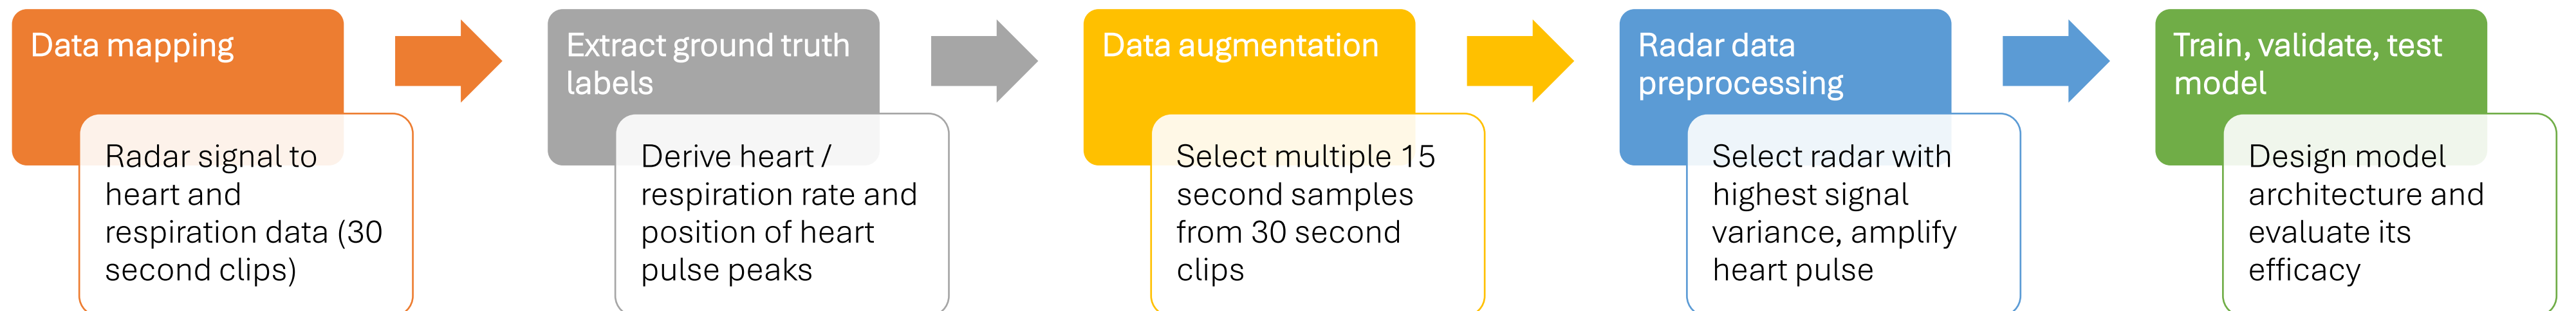 Data mapping
Radar signal to
heart and
respiration data (30
second clips)
Extract ground truth
labels
Derive heart /
respiration rate and
position of heart
pulse peaks
Data augmentation
Select multiple 15
second samples
from 30 second
clips
Radar data
preprocessing
Select radar with
highest signal
variance, amplify
heart pulse
Train, validate, test
model
Design model
architecture and
evaluate its
efficacy